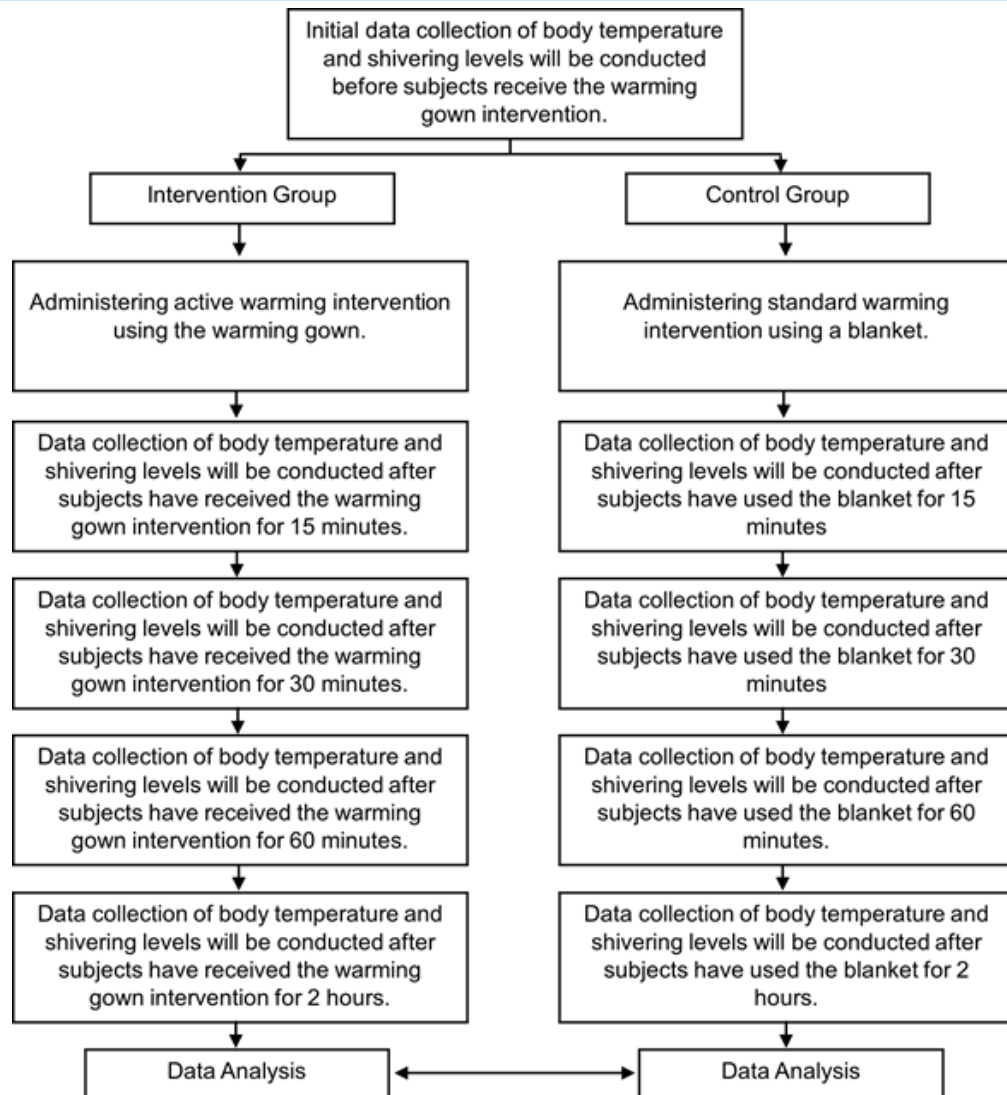 Initial data collection of body temperature
and shivering levels will be conducted
before subjects receive the warming
gown intervention.
Intervention Group
Control Group
Administering active warming intervention
using the warming gown.
Administering standard warming
intervention using a blanket.
Data collection of body temperature and
shivering levels will be conducted after
subjects have received the warming
gown intervention for 15 minutes.
Data collection of body temperature and
shivering levels will be conducted after
subjects have used the blanket for 15
minutes
Data collection of body temperature and
shivering levels will be conducted after
subjects have received the warming
gown intervention for 30 minutes.
Data collection of body temperature and
shivering levels will be conducted after
subjects have used the blanket for 30
minutes
Data collection of body temperature and
shivering levels will be conducted after
subjects have received the warming
gown intervention for 60 minutes.
Data collection of body temperature and
shivering levels will be conducted after
subjects have used the blanket for 60
minutes.
Data collection of body temperature and
shivering levels will be conducted after
subjects have received the warming
gown intervention for 2 hours.
Data collection of body temperature and
shivering levels will be conducted after
subjects have used the blanket for 2
hours.
Data Analysis
Data Analysis